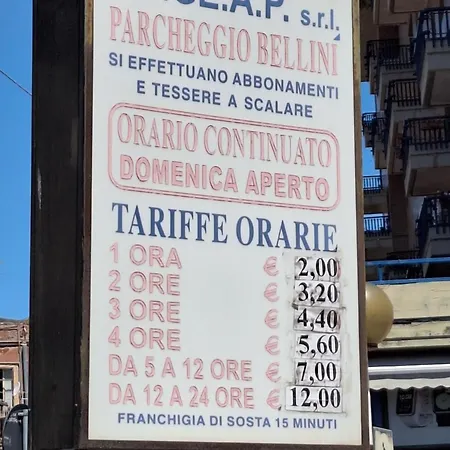 s.r.l.
PARCHEGGIO BELLINI
SI EFFETTUANO ABBONAMENTI
E TESSERE A SCALARE
ORARIO CONTINUATO
DOMENICA APERTO
TARIFFE ORARIE
1 ORA € 2,00
2 ORE € 3,20
3 ORE € 4,40
4 ORE € 5,60
DA 5 A 12 ORE € 7,00
DA 12 A 24 ORE € 12,00
FRANCHIGIA DI SOSTA 15 MINUTI